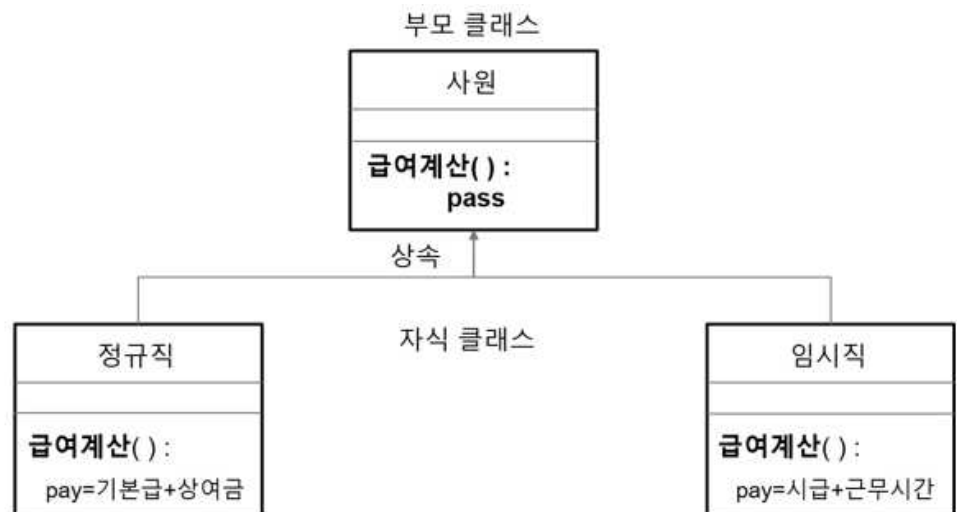 부모 클래스
사원
급여계산( ) :
pass
상속
자식 클래스
정규직
급여계산( ) :
pay=기본급+상여금
임시직
급여계산( ) :
pay=시급+근무시간